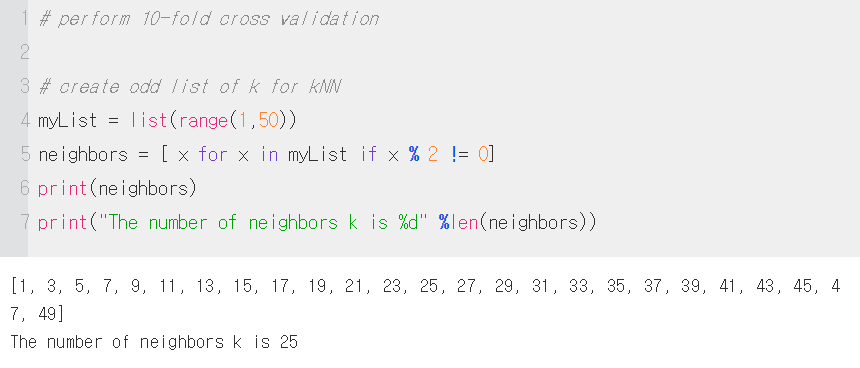 1 # perform 10-fold cross validation
2
3 # create odd list of k for kNN
4 myList = list(range(1,50))
5 neighbors = [ x for x in myList if x % 2 != 0]
6 print(neighbors)
7 print("The number of neighbors k is %d" %len(neighbors))
[1, 3, 5, 7, 9, 11, 13, 15, 17, 19, 21, 23, 25, 27, 29, 31, 33, 35, 37, 39, 41, 43, 45, 4
7, 49]
The number of neighbors k is 25